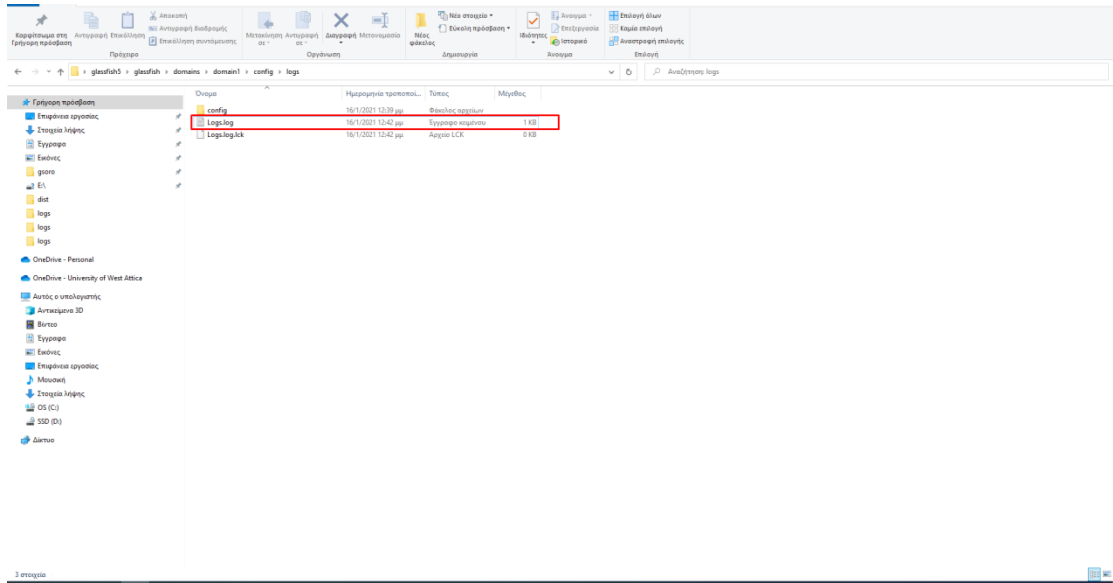 Καρφίτσωμα στη Γρήγορη πρόσβαση
Αντιγραφή
Επικόλληση
Αποκοπή
Αντιγραφή διαδρομής
Επικόλληση συντόμευσης
Πρόχειρο
Μετακίνηση σε
Αντιγραφή σε
Διαγραφή
Μετονομασία
Οργάνωση
Νέος φάκελος
Νέο στοιχείο
Εύκολη πρόσβαση
Δημιουργία
Ιδιότητες
Άνοιγμα
Επεξεργασία
Ιστορικό
Άνοιγμα
Επιλογή όλων
Καμία επιλογή
Αναστροφή επιλογής
Επιλογή
glassfish5 › glassfish › domains › domain1 › config › logs
Αναζήτηση logs
Όνομα Ημερομηνία τροποποί... Τύπος Μέγεθος
config 16/1/2021 12:39 μμ Φάκελος αρχείων
Logs.log 16/1/2021 12:42 μμ Έγγραφο κειμένου 1 KB
Logs.log.lck 16/1/2021 12:42 μμ Αρχείο LCK 0 KB
Γρήγορη πρόσβαση
Επιφάνεια εργασίας
Στοιχεία λήψης
Έγγραφα
Εικόνες
gsoro
E:\
dist
logs
logs
logs
OneDrive - Personal
OneDrive - University of West Attica
Αυτός ο υπολογιστής
Αντικείμενα 3D
Βίντεο
Έγγραφα
Εικόνες
Επιφάνεια εργασίας
Μουσική
Στοιχεία λήψης
OS (C:)
SSD (D:)
Δίκτυο
3 στοιχεία